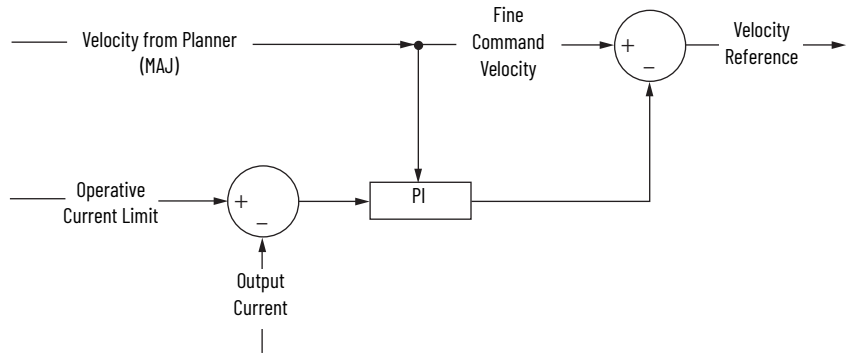 Velocity from Planner
(MAJ)
Fine
Command
Velocity
+
−
Velocity
Reference
Operative
Current Limit
+
−
PI
Output
Current